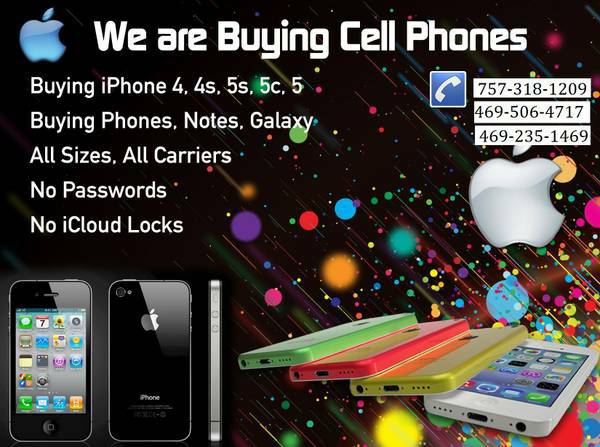 We are Buying Cell Phones
Buying iPhone 4, 4s, 5s, 5c, 5
Buying Phones, Notes, Galaxy
All Sizes, All Carriers
No Passwords
No iCloud Locks
757-318-1209
469-506-4717
469-235-1469
iPhone